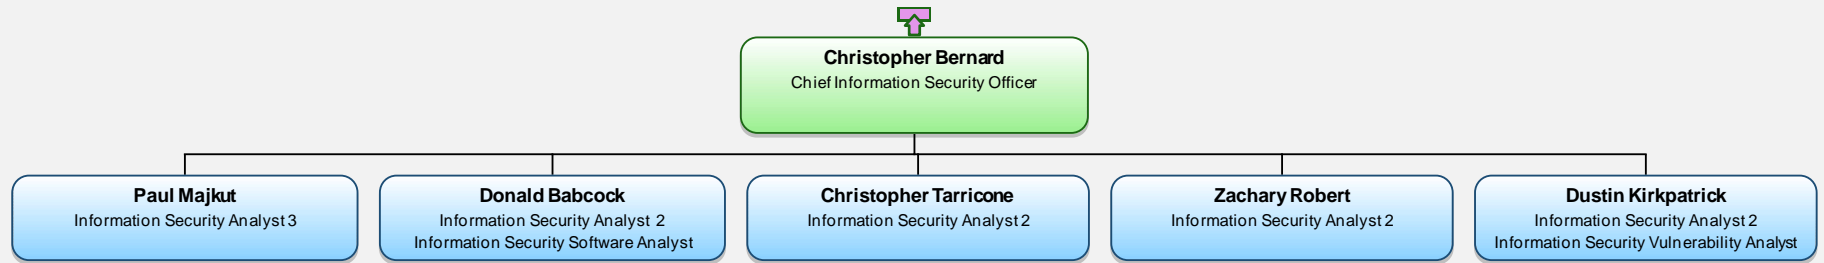 Christopher Bernard
Chief Information Security Officer
Paul Majkut
Information Security Analyst 3
Donald Babcock
Information Security Analyst 2
Information Security Software Analyst
Christopher Tarricone
Information Security Analyst 2
Zachary Robert
Information Security Analyst 2
Dustin Kirkpatrick
Information Security Analyst 2
Information Security Vulnerability Analyst